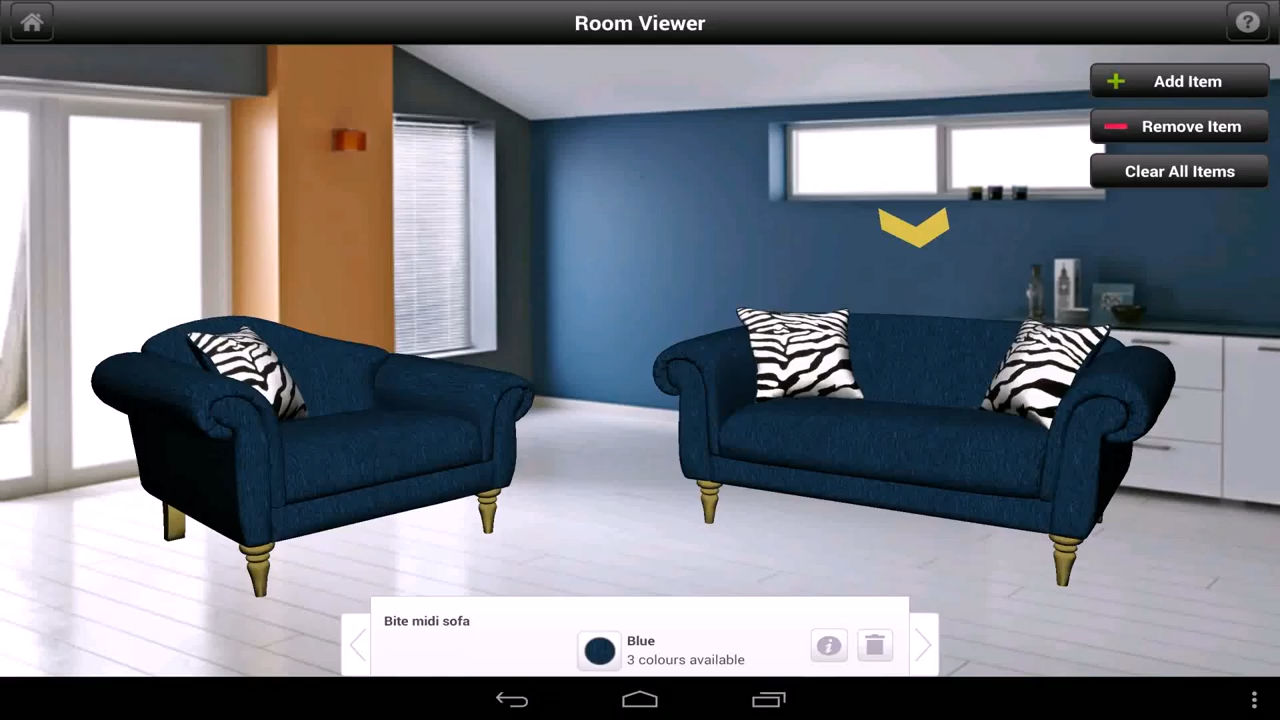 Room Viewer
Add Item
Remove Item
Clear All Items
Bite midi sofa
Blue
3 colours available